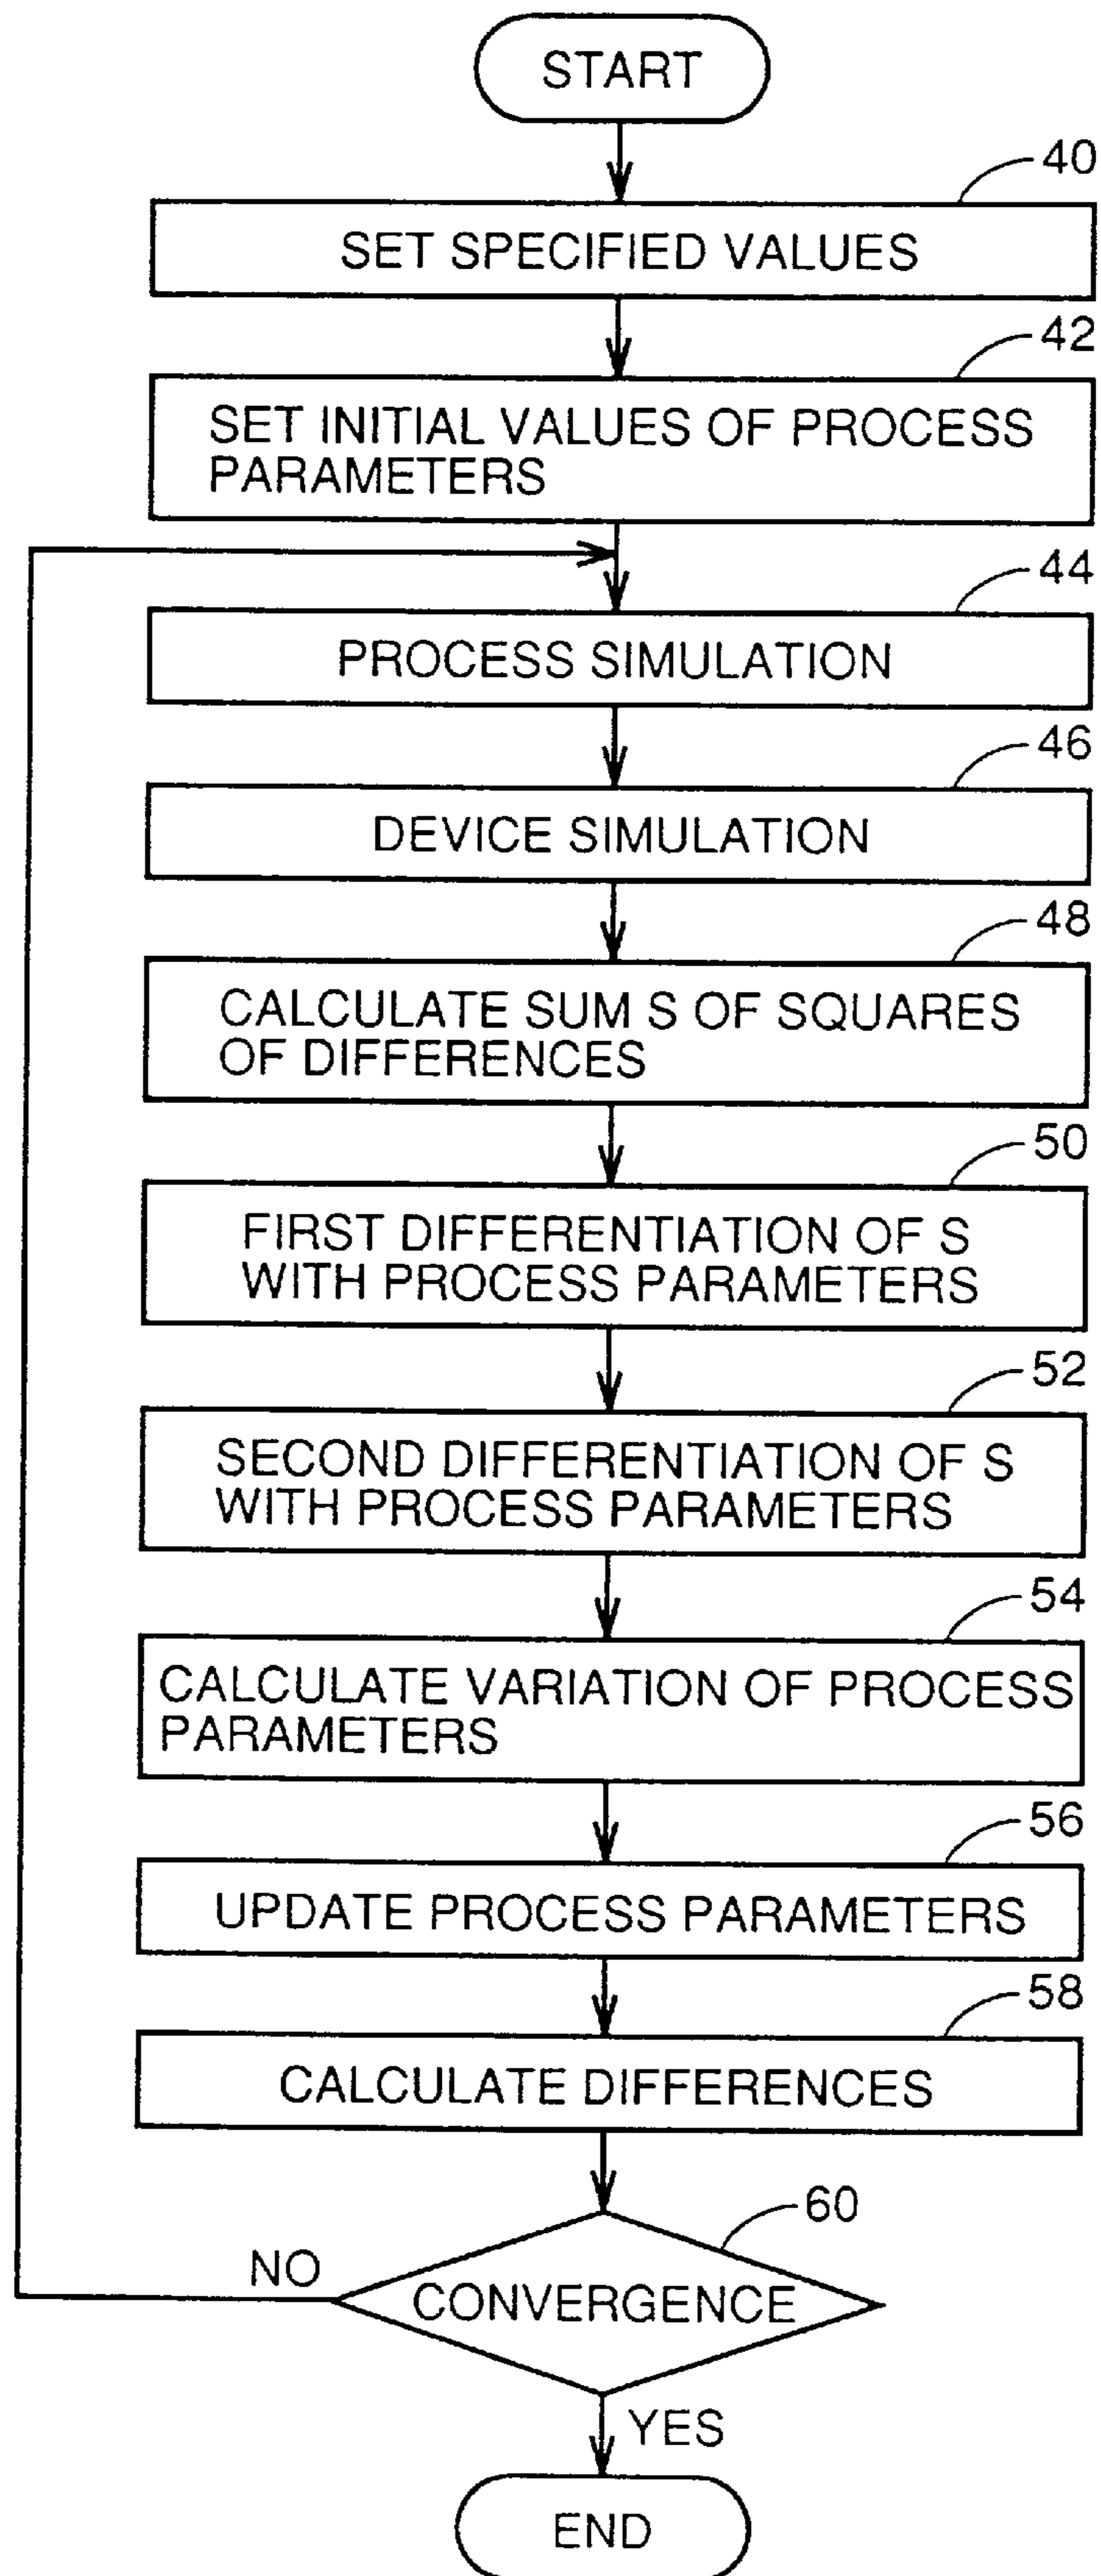 START
40
SET SPECIFIED VALUES
42
SET INITIAL VALUES OF PROCESS
PARAMETERS
44
PROCESS SIMULATION
46
DEVICE SIMULATION
48
CALCULATE SUM S OF SQUARES
OF DIFFERENCES
50
FIRST DIFFERENTIATION OF S
WITH PROCESS PARAMETERS
52
SECOND DIFFERENTIATION OF S
WITH PROCESS PARAMETERS
54
CALCULATE VARIATION OF PROCESS
PARAMETERS
56
UPDATE PROCESS PARAMETERS
58
CALCULATE DIFFERENCES
60
NO
CONVERGENCE
YES
END